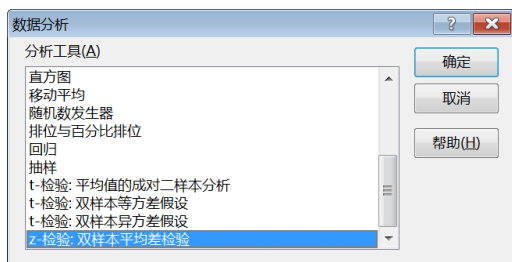 数据分析
分析工具(A)
直方图
移动平均
随机数发生器
排位与百分比排位
回归
抽样
t-检验: 平均值的成对二样本分析
t-检验: 双样本等方差假设
t-检验: 双样本异方差假设
z-检验: 双样本平均差检验
确定
取消
帮助(H)